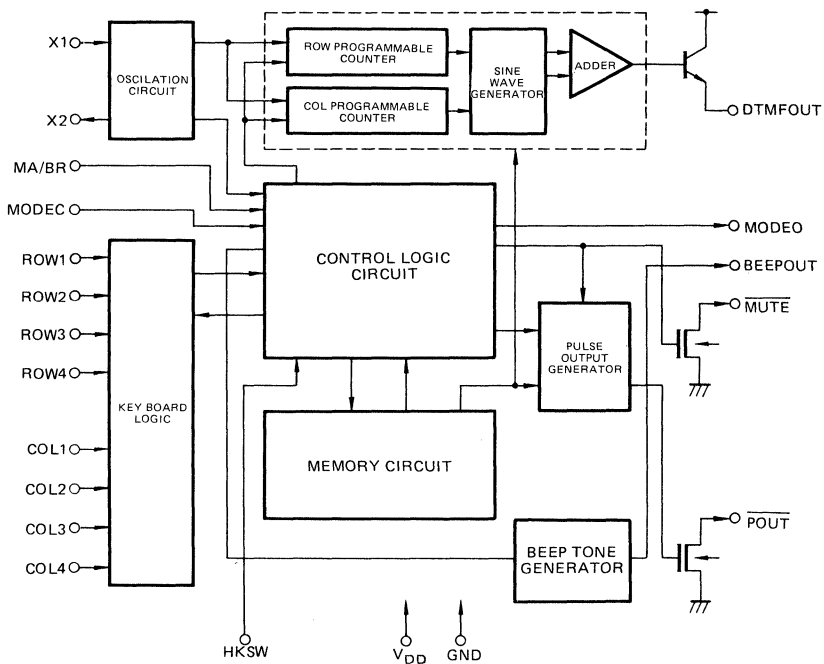 X1
OSCILATION
CIRCUIT
X2
ROW PROGRAMMABLE
COUNTER
COL PROGRAMMABLE
COUNTER
SINE
WAVE
GENERATOR
ADDER
DTMFOUT
MA/BR
MODEC
CONTROL LOGIC
CIRCUIT
MODEO
BEEPOUT
MUTE
ROW1
ROW2
ROW3
ROW4
KEY BOARD
LOGIC
COL1
COL2
COL3
COL4
PULSE
OUTPUT
GENERATOR
MEMORY CIRCUIT
POUT
BEEP TONE
GENERATOR
HKSW
VDD
GND